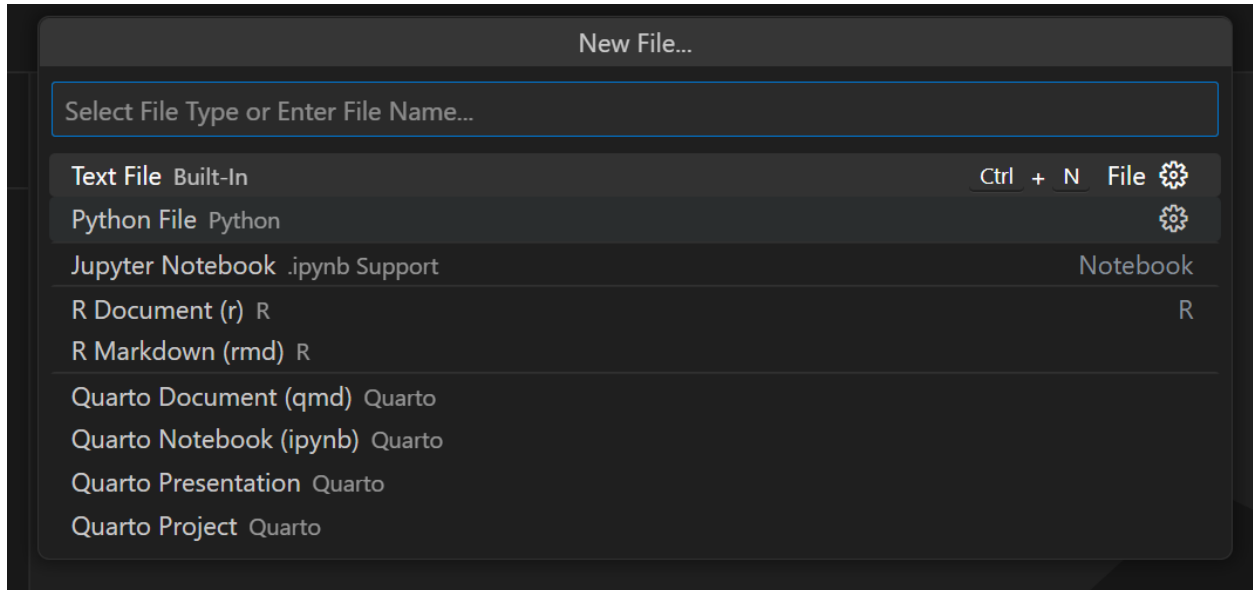 New File...
Select File Type or Enter File Name...
Text File Built-In Ctrl + N File
Python File Python
Jupyter Notebook .ipynb Support Notebook
R Document (r) R R
R Markdown (rmd) R
Quarto Document (qmd) Quarto
Quarto Notebook (ipynb) Quarto
Quarto Presentation Quarto
Quarto Project Quarto